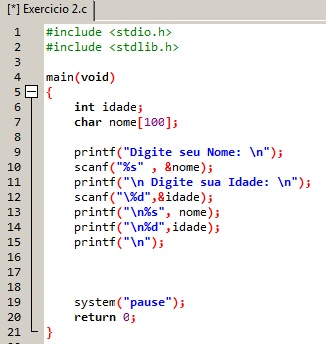 [*] Exercicio 2.c
1 #include <stdio.h>
2 #include <stdlib.h>
3
4 main(void)
5 {
6 int idade;
7 char nome[100];
8
9 printf("Digite seu Nome: \n");
10 scanf("%s" , &nome);
11 printf("\n Digite sua Idade: \n");
12 scanf("\%d",&idade);
13 printf("\n%s", nome);
14 printf("\n%d",idade);
15 printf("\n");
16
17
18
19 system("pause");
20 return 0;
21 }